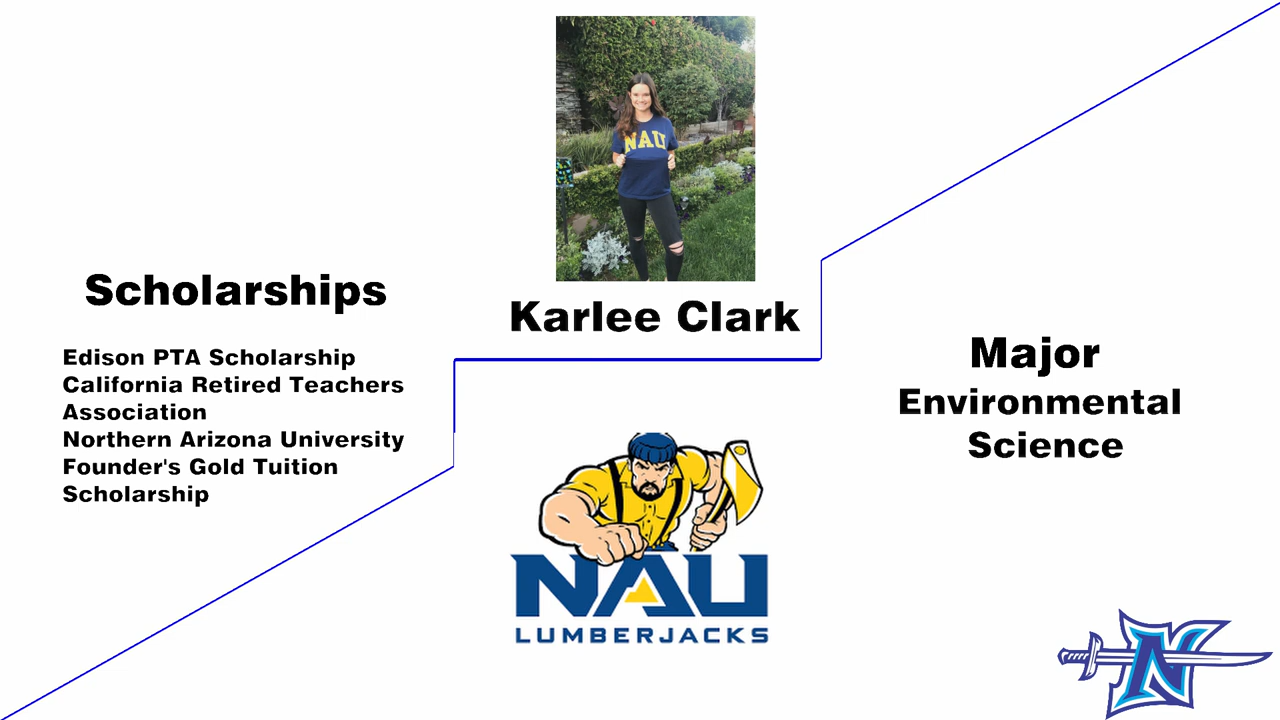 NAU
Scholarships
Karlee Clark
Edison PTA Scholarship
California Retired Teachers
Association
Northern Arizona University
Founder's Gold Tuition
Scholarship
Major
Environmental
Science
NAU
LUMBERJACKS
N